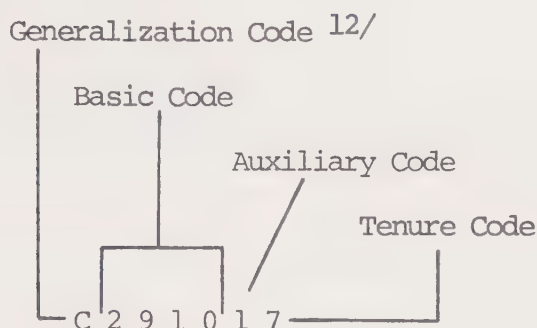 Generalization Code 12/
Basic Code
Auxiliary Code
Tenure Code
C 2 9 1 0 1 7